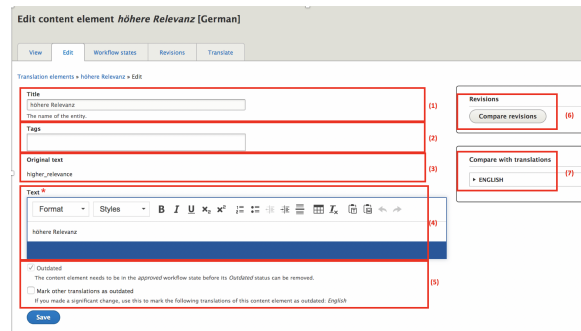 Edit content element höhere Relevanz [German]
View Edit Workflow states Revisions Translate
Translation elements » höhere Relevanz » Edit
Title
höhere Relevanz
The name of the entity.
(1)
Tags
(2)
Original text
higher_relevance
(3)
Text *
Format Styles B I U x₂ x² Iₓ
höhere Relevanz
(4)
Outdated
The content element needs to be in the approved workflow state before its Outdated status can be removed.
Mark other translations as outdated
If you made a significant change, use this to mark the following translations of this content element as outdated: English
(5)
Save
Revisions
Compare revisions
(6)
Compare with translations
ENGLISH
(7)